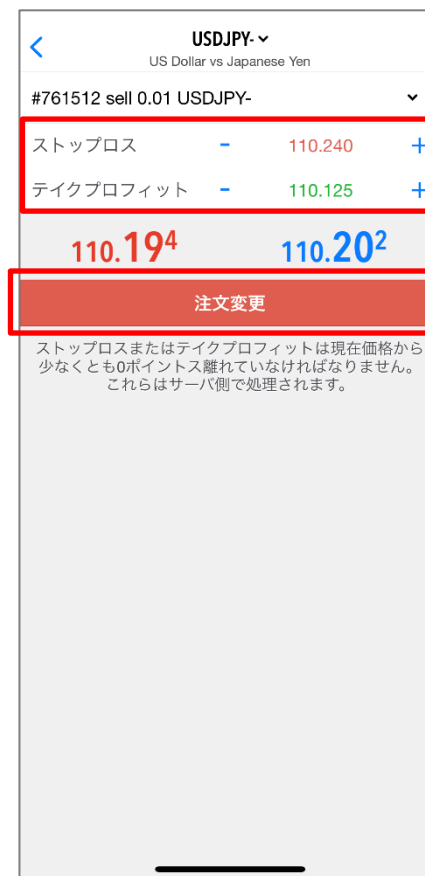 USDJPY-
US Dollar vs Japanese Yen
#761512 sell 0.01 USDJPY-
ストップロス - 110.240 +
テイクプロフィット - 110.125 +
110.194 110.202
注文変更
ストップロスまたはテイクプロフィットは現在価格から
少なくとも0ポイントス離れていなければなりません。
これらはサーバ側で処理されます。